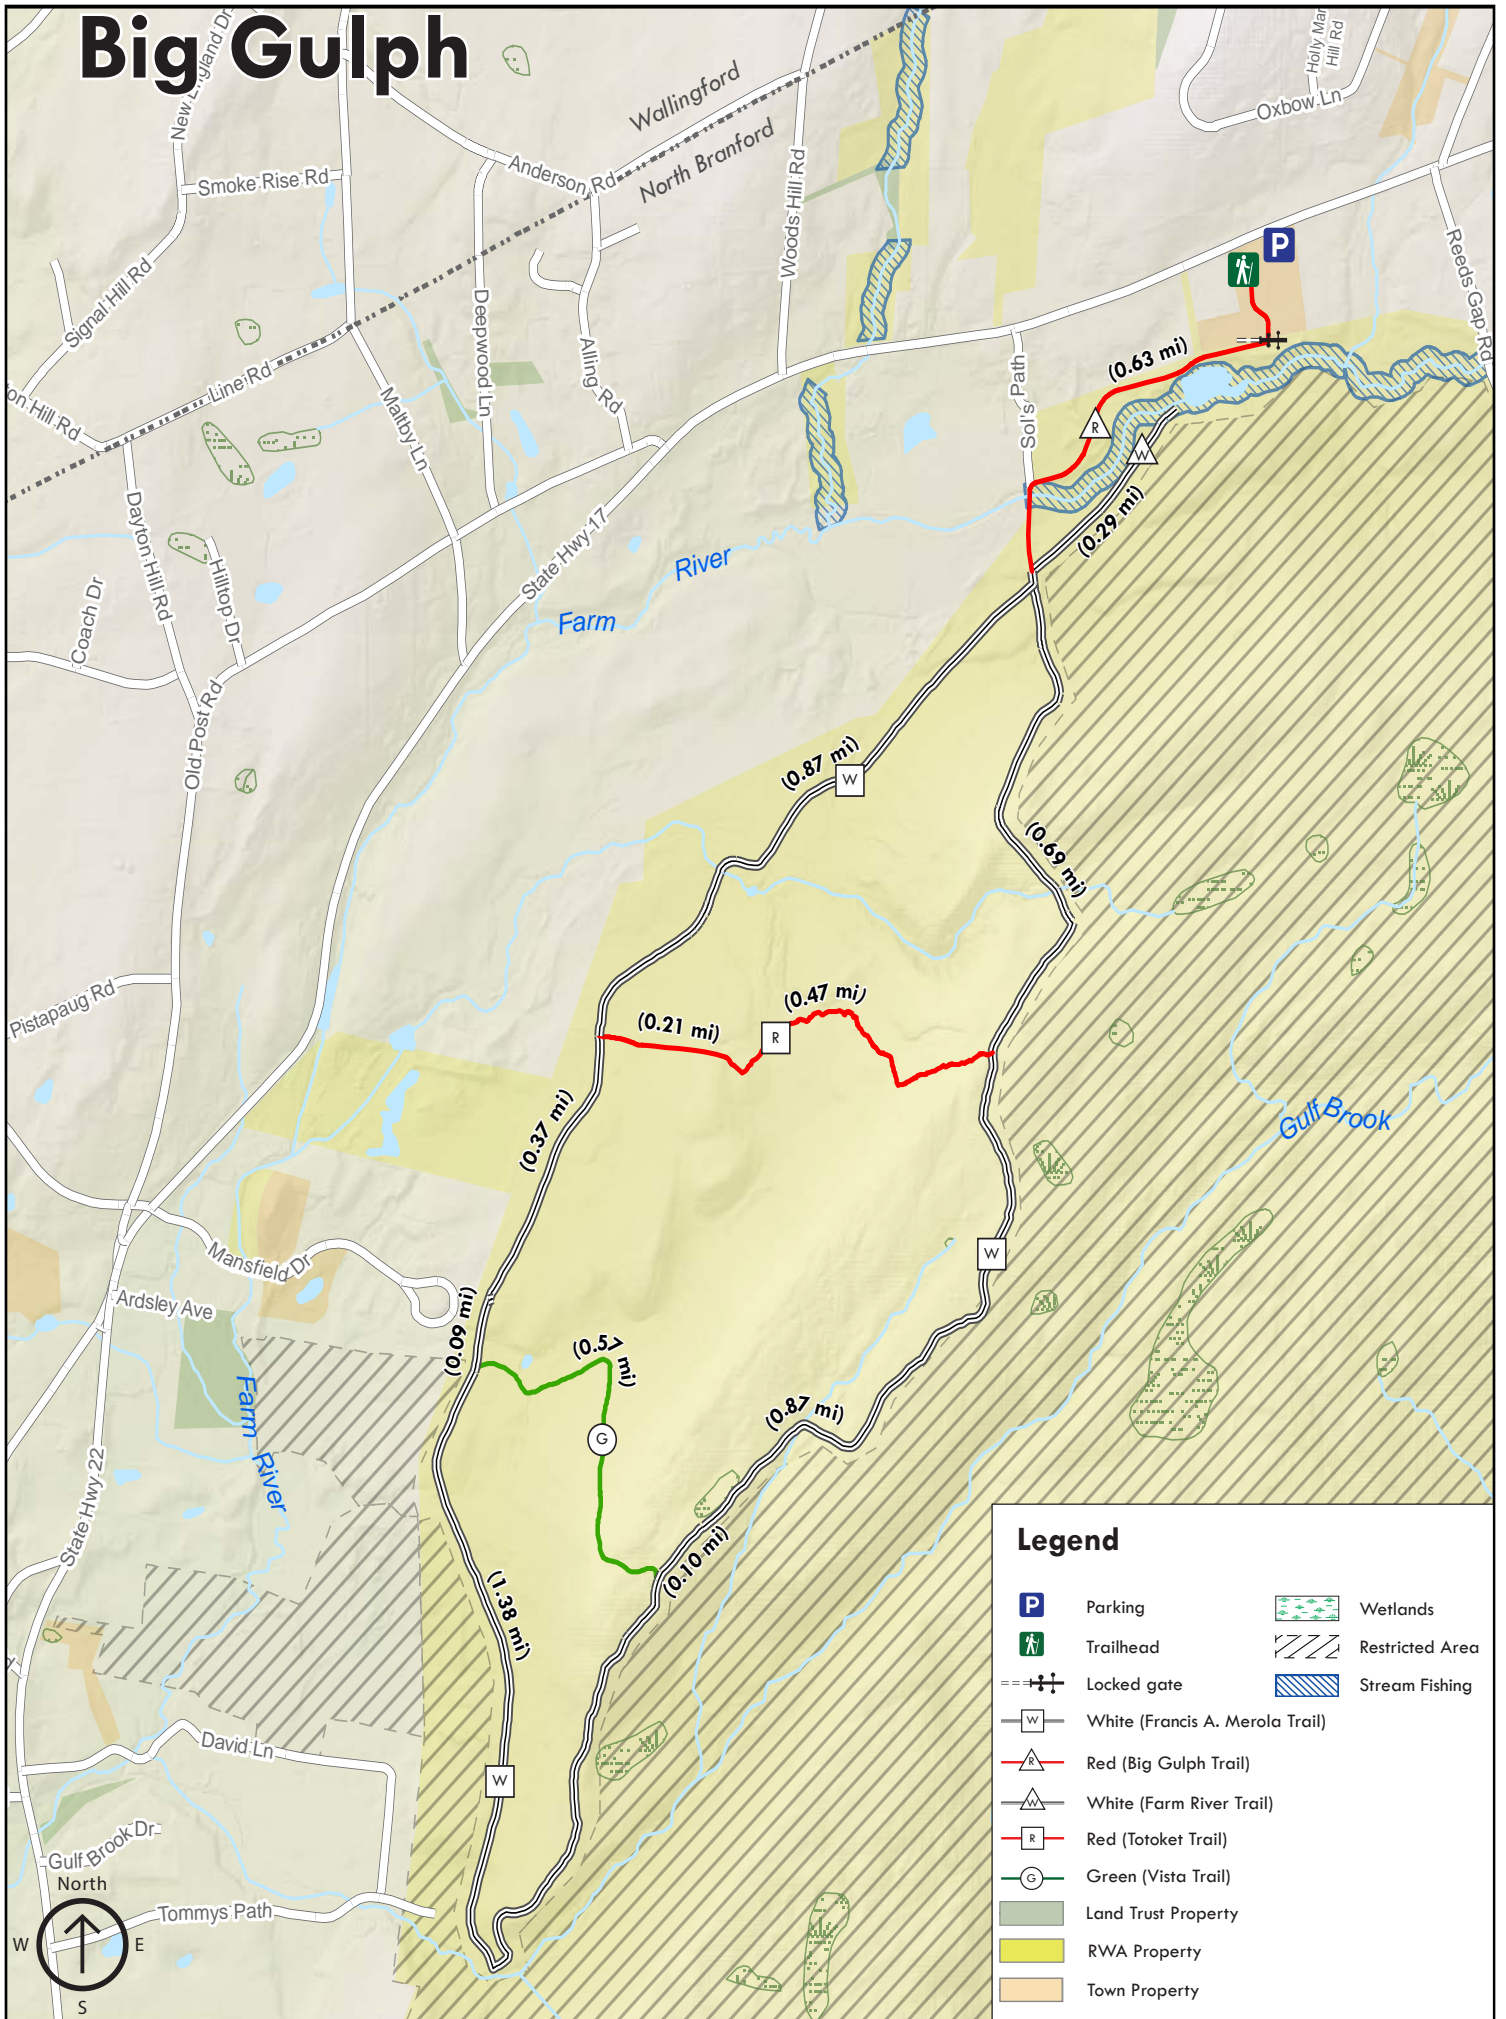 Big Gulph
New England Dr
Wallingford
North Branford
Holly Mar
Hill Rd
Oxbow Ln
Anderson Rd
Smoke Rise Rd
Woods Hill Rd
Signal Hill Rd
Deepwood Ln
Alling Rd
Reeds Gap Rd
P
Line Rd
on Hill Rd
Maltby Ln
Sol's Path
(0.63 mi)
R
W
(0.29 mi)
Dayton Hill Rd
Hilltop Dr
Coach Dr
State Hwy 17
River
Farm
Old Post Rd
(0.87 mi)
W
(0.69 mi)
Pistapaug Rd
(0.47 mi)
(0.21 mi)
R
(0.37 mi)
Gulf Brook
Mansfield Dr
W
Ardsley Ave
(0.09 mi)
(0.57
mi)
(0.87 mi)
G
Farm
River
State Hwy 22
(0.10 mi)
(1.38 mi)
David Ln
W
Gulf Brook Dr
Tommys Path
North
W
E
S
Legend
P Parking
Wetlands
Trailhead
Restricted Area
Locked gate
Stream Fishing
W White (Francis A. Merola Trail)
R Red (Big Gulph Trail)
W White (Farm River Trail)
R Red (Totoket Trail)
G Green (Vista Trail)
Land Trust Property
RWA Property
Town Property